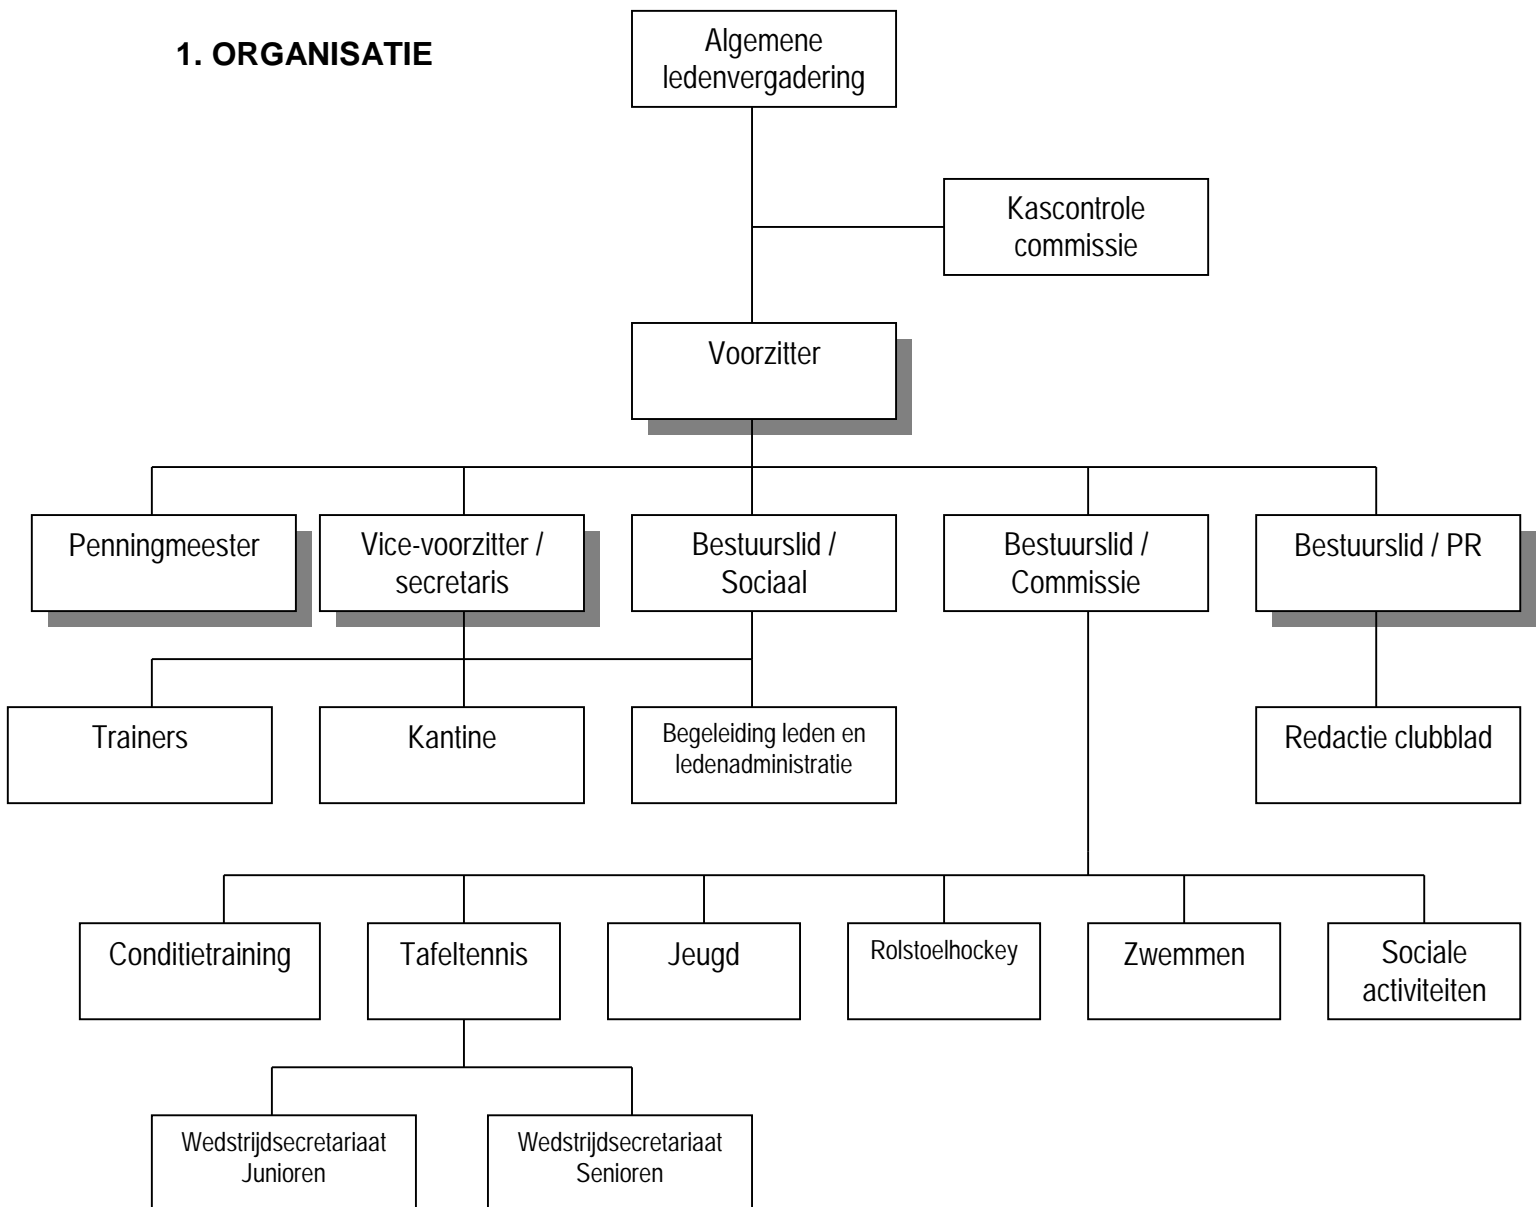 1. ORGANISATIE
Algemene
ledenvergadering
Kascontrole
commissie
Voorzitter
Penningmeester
Vice-voorzitter /
secretaris
Bestuurslid /
Sociaal
Bestuurslid /
Commissie
Bestuurslid / PR
Trainers
Kantine
Begeleiding leden en
ledenadministratie
Redactie clubblad
Conditietraining
Tafeltennis
Jeugd
Rolstoelhockey
Zwemmen
Sociale
activiteiten
Wedstrijdsecretariaat
Junioren
Wedstrijdsecretariaat
Senioren